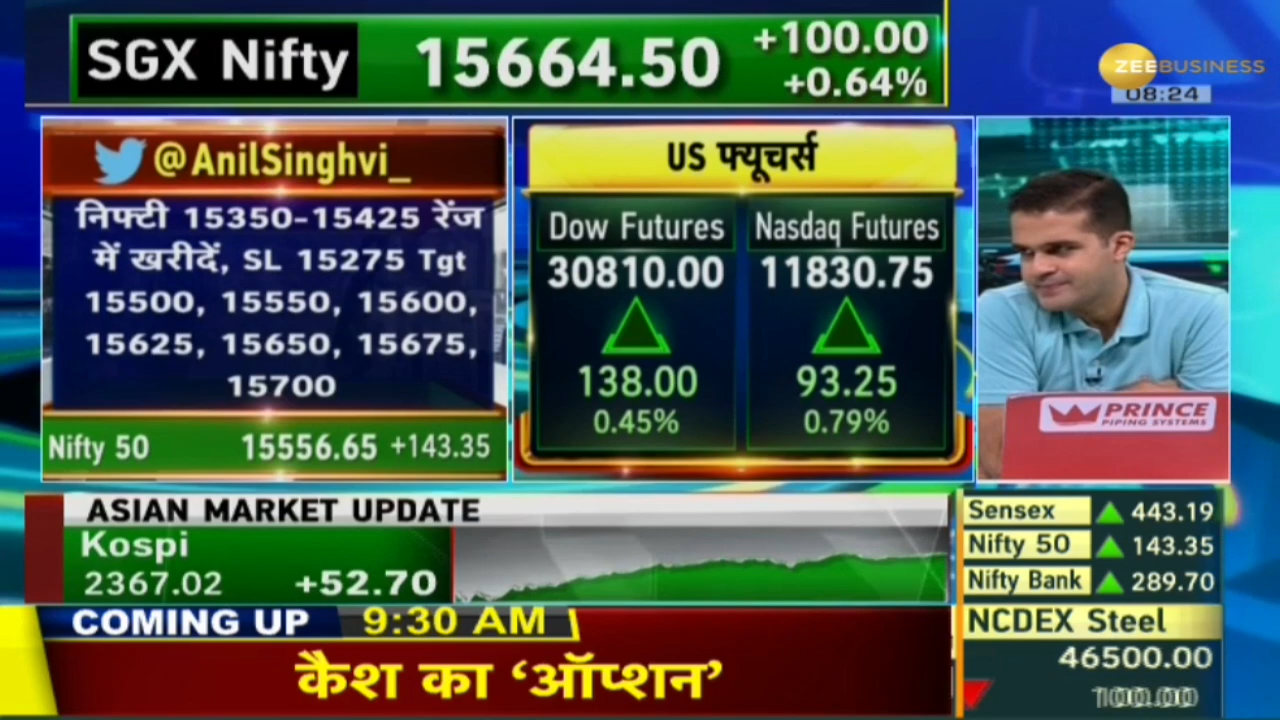 SGX Nifty 15664.50 +100.00
+0.64%
ZEEBUSINESS
08:24
@AnilSinghvi_
निफ्टी 15350-15425 रेंज
में खरीदें, SL 15275 Tgt
15500, 15550, 15600,
15625, 15650, 15675,
15700
Nifty 50 15556.65 +143.35
US फ्यूचर्स
Dow Futures Nasdaq Futures
30810.00 11830.75
138.00 93.25
0.45% 0.79%
PRINCE
PIPING SYSTEMS
ASIAN MARKET UPDATE
Kospi
2367.02 +52.70
Sensex 443.19
Nifty 50 143.35
Nifty Bank 289.70
NCDEX Steel
46500.00
COMING UP 9:30 AM
कैश का ‘ऑप्शन’